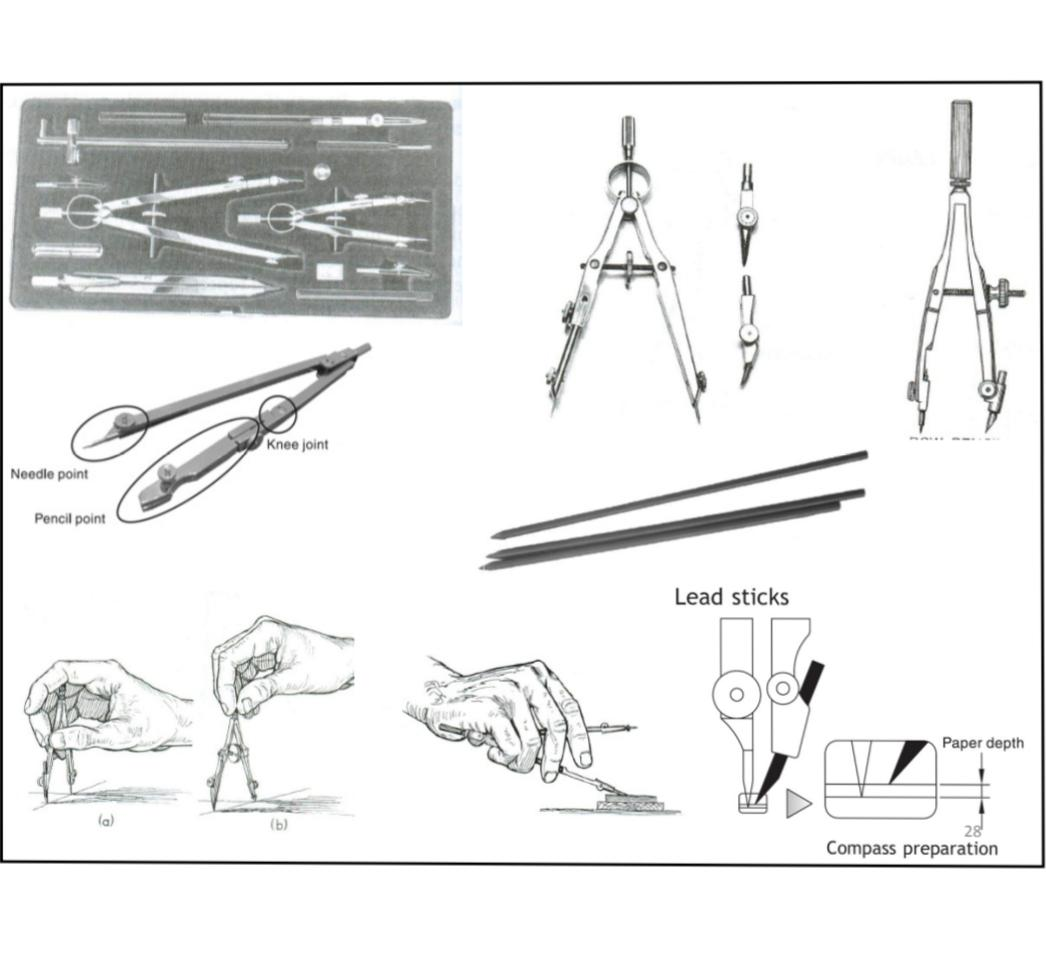 Knee joint
Needle point
Pencil point
Lead sticks
Paper depth
(a)
(b)
28
Compass preparation